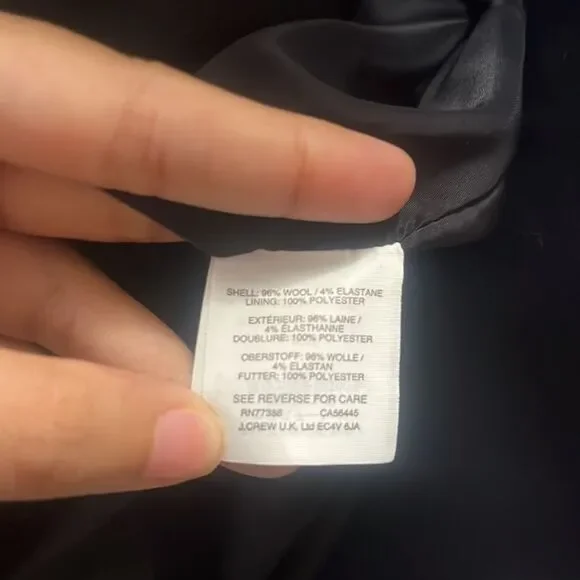 SHELL: 96% WOOL / 4% ELASTANE
LINING: 100% POLYESTER
EXTÉRIEUR: 96% LAINE /
4% ÉLASTHANNE
DOUBLURE: 100% POLYESTER
OBERSTOFF: 96% WOLLE /
4% ELASTAN
FUTTER: 100% POLYESTER
SEE REVERSE FOR CARE
RN77388 CA56445
J.CREW U.K. Ltd EC4V 6JA